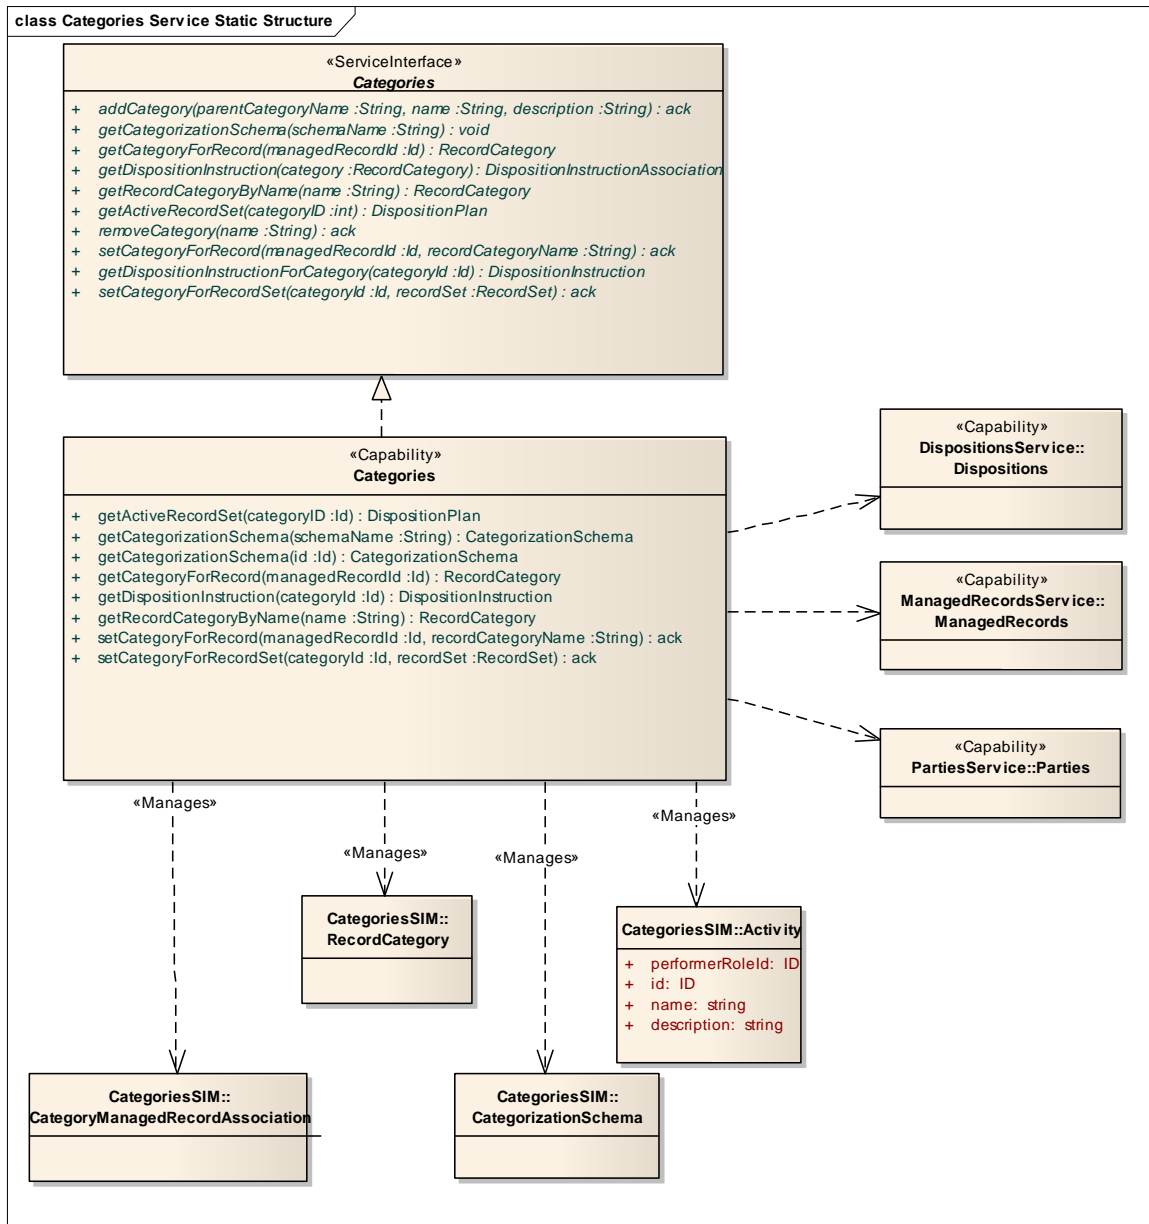 class Categories Service Static Structure
«ServiceInterface»
Categories
+ addCategory(parentCategoryName :String, name :String, description :String) : ack
+ getCategorizationSchema(schemaName :String) : void
+ getCategoryForRecord(managedRecordId :Id) : RecordCategory
+ getDispositionInstruction(category :RecordCategory) : DispositionInstructionAssociation
+ getRecordCategoryByName(name :String) : RecordCategory
+ getActiveRecordSet(categoryID :int) : DispositionPlan
+ removeCategory(name :String) : ack
+ setCategoryForRecord(managedRecordId :Id, recordCategoryName :String) : ack
+ getDispositionInstructionForCategory(categoryId :Id) : DispositionInstruction
+ setCategoryForRecordSet(categoryId :Id, recordSet :RecordSet) : ack
«Capability»
Categories
+ getActiveRecordSet(categoryID :Id) : DispositionPlan
+ getCategorizationSchema(schemaName :String) : CategorizationSchema
+ getCategorizationSchema(id :Id) : CategorizationSchema
+ getCategoryForRecord(managedRecordId :Id) : RecordCategory
+ getDispositionInstruction(categoryId :Id) : DispositionInstruction
+ getRecordCategoryByName(name :String) : RecordCategory
+ setCategoryForRecord(managedRecordId :Id, recordCategoryName :String) : ack
+ setCategoryForRecordSet(categoryId :Id, recordSet :RecordSet) : ack
«Capability»
DispositionsService::
Dispositions
«Capability»
ManagedRecordsService::
ManagedRecords
«Capability»
PartiesService::Parties
«Manages»
«Manages»
«Manages»
«Manages»
CategoriesSIM::
RecordCategory
CategoriesSIM::Activity
+ performerRoleId: ID
+ id: ID
+ name: string
+ description: string
CategoriesSIM::
CategoryManagedRecordAssociation
CategoriesSIM::
CategorizationSchema